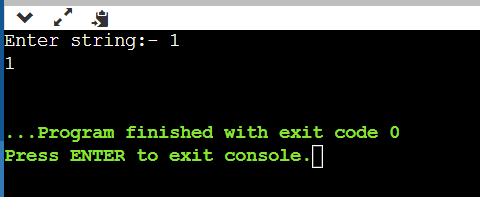 Enter string:- 1
1
...Program finished with exit code 0
Press ENTER to exit console.